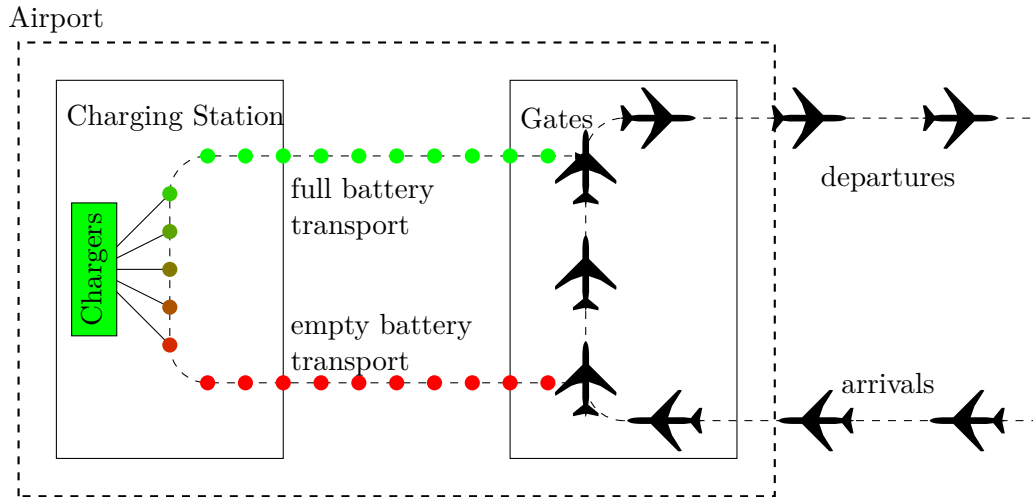 Airport
Charging Station
Gates
departures
full battery
transport
Chargers
empty battery
transport
arrivals